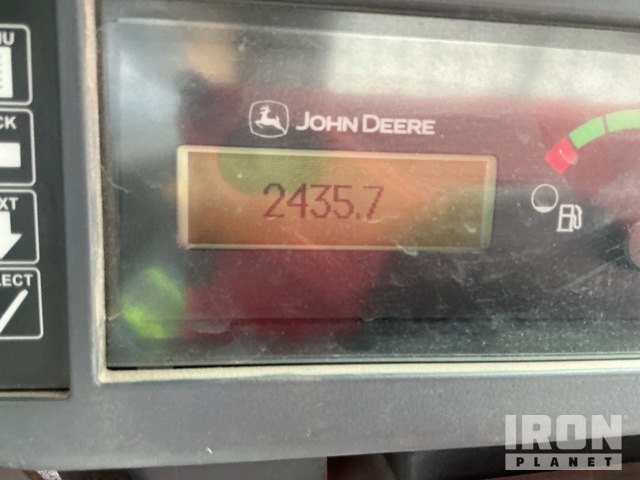 JOHN DEERE
2435.7
IRON
PLANET